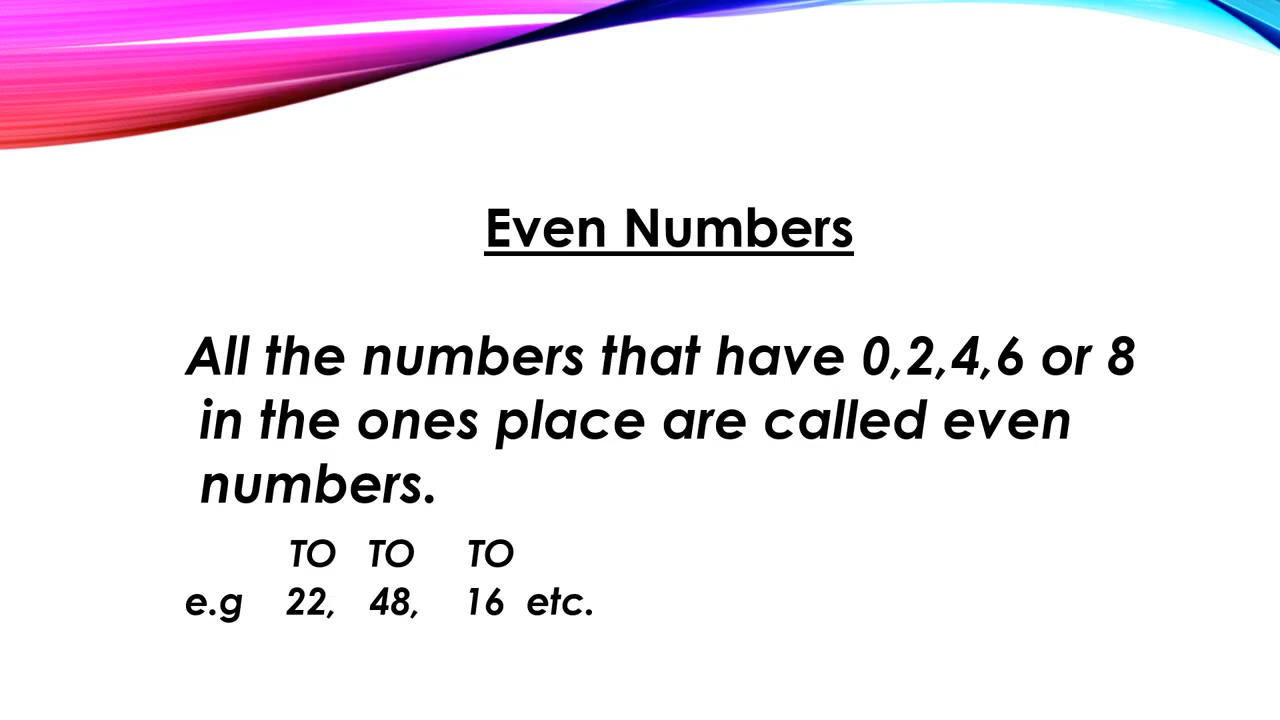 Even Numbers
All the numbers that have 0,2,4,6 or 8
in the ones place are called even
numbers.
TO TO TO
e.g 22, 48, 16 etc.